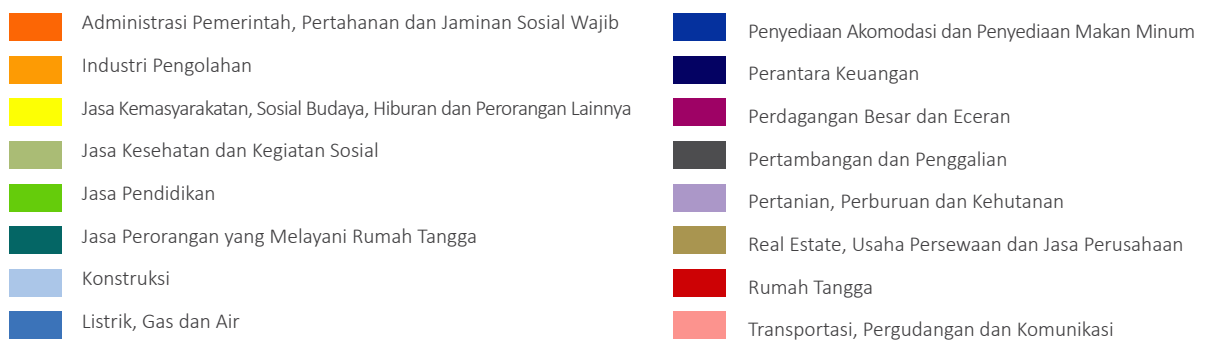 Administrasi Pemerintah, Pertahanan dan Jaminan Sosial Wajib
Industri Pengolahan
Jasa Kemasyarakatan, Sosial Budaya, Hiburan dan Perorangan Lainnya
Jasa Kesehatan dan Kegiatan Sosial
Jasa Pendidikan
Jasa Perorangan yang Melayani Rumah Tangga
Konstruksi
Listrik, Gas dan Air
Penyediaan Akomodasi dan Penyediaan Makan Minum
Perantara Keuangan
Perdagangan Besar dan Eceran
Pertambangan dan Penggalian
Pertanian, Perburuan dan Kehutanan
Real Estate, Usaha Persewaan dan Jasa Perusahaan
Rumah Tangga
Transportasi, Pergudangan dan Komunikasi